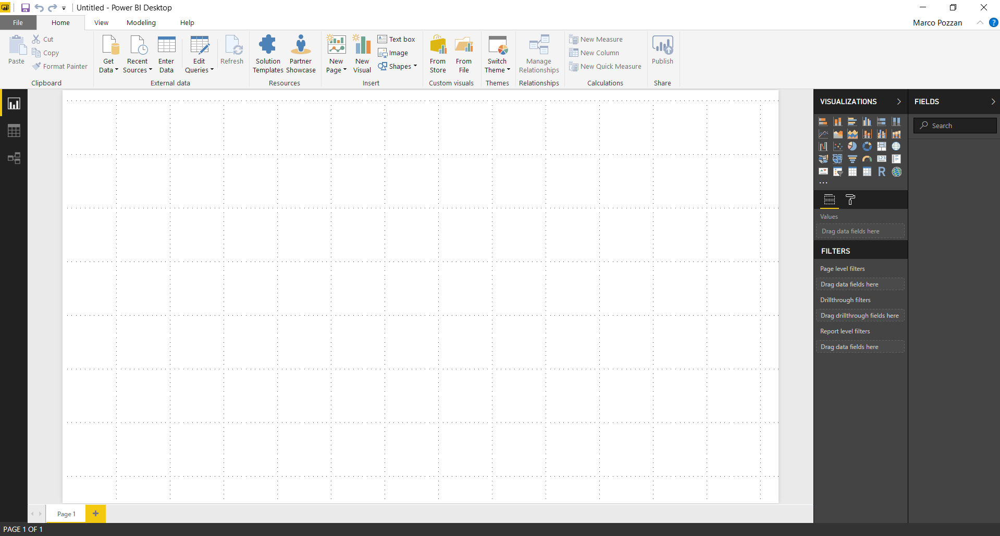 Untitled - Power BI Desktop
File Home View Modeling Help Marco Pozzan ?
Paste
Cut
Copy
Format Painter
Clipboard
Get Data
Recent Sources
Enter Data
Edit Queries
Refresh
External data
Solution Templates
Partner Showcase
Resources
New Page
New Visual
Text box
Image
Shapes
Insert
From Store
From File
Custom visuals
Switch Theme
Themes
Manage Relationships
Relationships
New Measure
New Column
New Quick Measure
Calculations
Publish
Share
VISUALIZATIONS
123
R
...
Values
Drag data fields here
FILTERS
Page level filters
Drag data fields here
Drillthrough filters
Drag drillthrough fields here
Report level filters
Drag data fields here
FIELDS
Search
Page 1 +
PAGE 1 OF 1